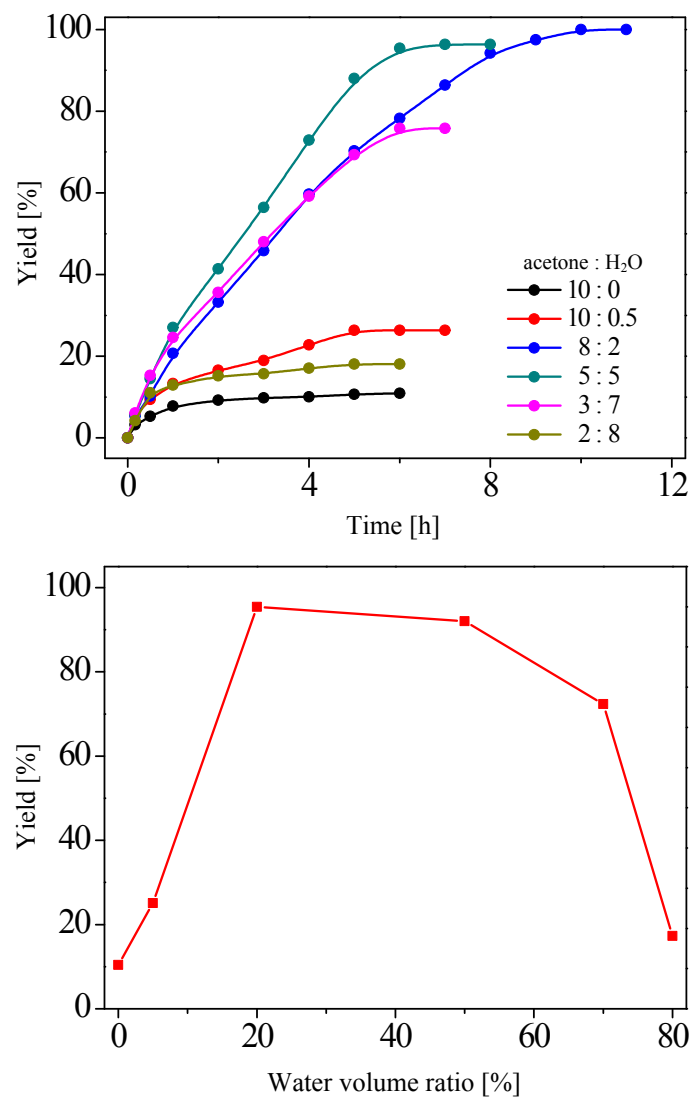 100
80
60
40
20
0
Yield [%]
acetone : H₂O
10 : 0
10 : 0.5
8 : 2
5 : 5
3 : 7
2 : 8
0 4 8 12
Time [h]
100
80
60
40
20
0
Yield [%]
0 20 40 60 80
Water volume ratio [%]